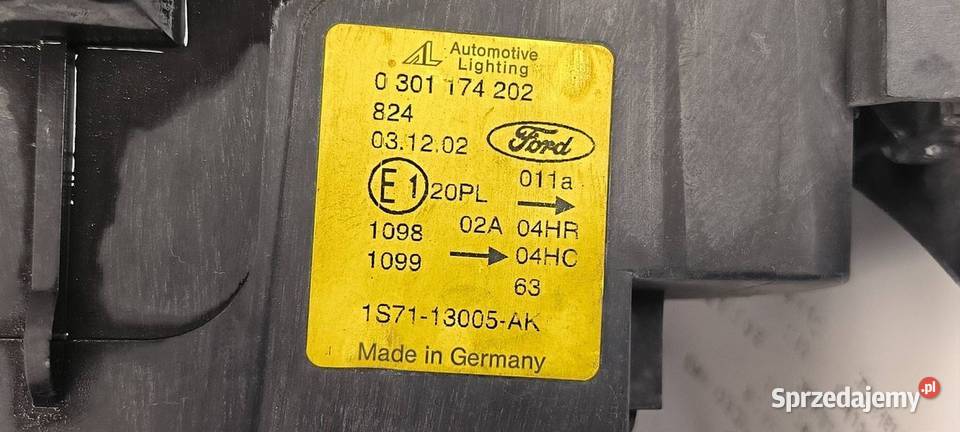 AL Automotive
Lighting
0 301 174 202
824
03.12.02 Ford
E1 20PL 011a →
1098 02A 04HR
1099 → 04HC
63
1S71-13005-AK
Made in Germany
Sprzedajemy.pl